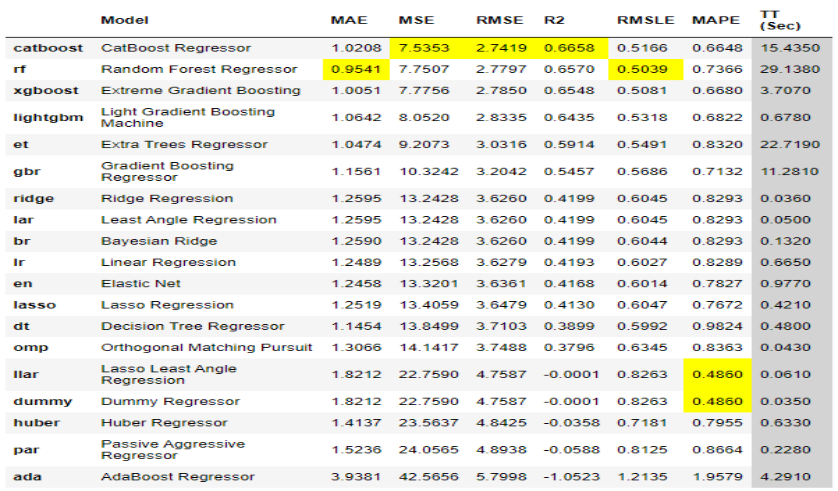 Model MAE MSE RMSE R2 RMSLE MAPE TT (Sec)
catboost CatBoost Regressor 1.0208 7.5353 2.7419 0.6658 0.5166 0.6648 15.4350
rf Random Forest Regressor 0.9541 7.7507 2.7797 0.6570 0.5039 0.7366 29.1380
xgboost Extreme Gradient Boosting 1.0051 7.7756 2.7850 0.6548 0.5081 0.6680 3.7070
lightgbm Light Gradient Boosting Machine 1.0642 8.0520 2.8335 0.6435 0.5318 0.6822 0.6780
et Extra Trees Regressor 1.0474 9.2073 3.0316 0.5914 0.5491 0.8320 22.7190
gbr Gradient Boosting Regressor 1.1561 10.3242 3.2042 0.5457 0.5686 0.7132 11.2810
ridge Ridge Regression 1.2595 13.2428 3.6260 0.4199 0.6045 0.8293 0.0360
lar Least Angle Regression 1.2595 13.2428 3.6260 0.4199 0.6045 0.8293 0.0500
br Bayesian Ridge 1.2590 13.2428 3.6260 0.4199 0.6044 0.8293 0.1320
lr Linear Regression 1.2489 13.2568 3.6279 0.4193 0.6027 0.8289 0.6650
en Elastic Net 1.2458 13.3201 3.6361 0.4168 0.6014 0.7827 0.9770
lasso Lasso Regression 1.2519 13.4059 3.6479 0.4130 0.6047 0.7672 0.4210
dt Decision Tree Regressor 1.1454 13.8499 3.7103 0.3899 0.5992 0.9824 0.4800
omp Orthogonal Matching Pursuit 1.3066 14.1417 3.7488 0.3796 0.6345 0.8363 0.0430
llar Lasso Least Angle Regression 1.8212 22.7590 4.7587 -0.0001 0.8263 0.4860 0.0610
dummy Dummy Regressor 1.8212 22.7590 4.7587 -0.0001 0.8263 0.4860 0.0350
huber Huber Regressor 1.4137 23.5637 4.8425 -0.0358 0.7181 0.7955 0.6330
par Passive Aggressive Regressor 1.5236 24.0565 4.8938 -0.0588 0.8125 0.8664 0.2280
ada AdaBoost Regressor 3.9381 42.5656 5.7998 -1.0523 1.2135 1.9579 4.2910